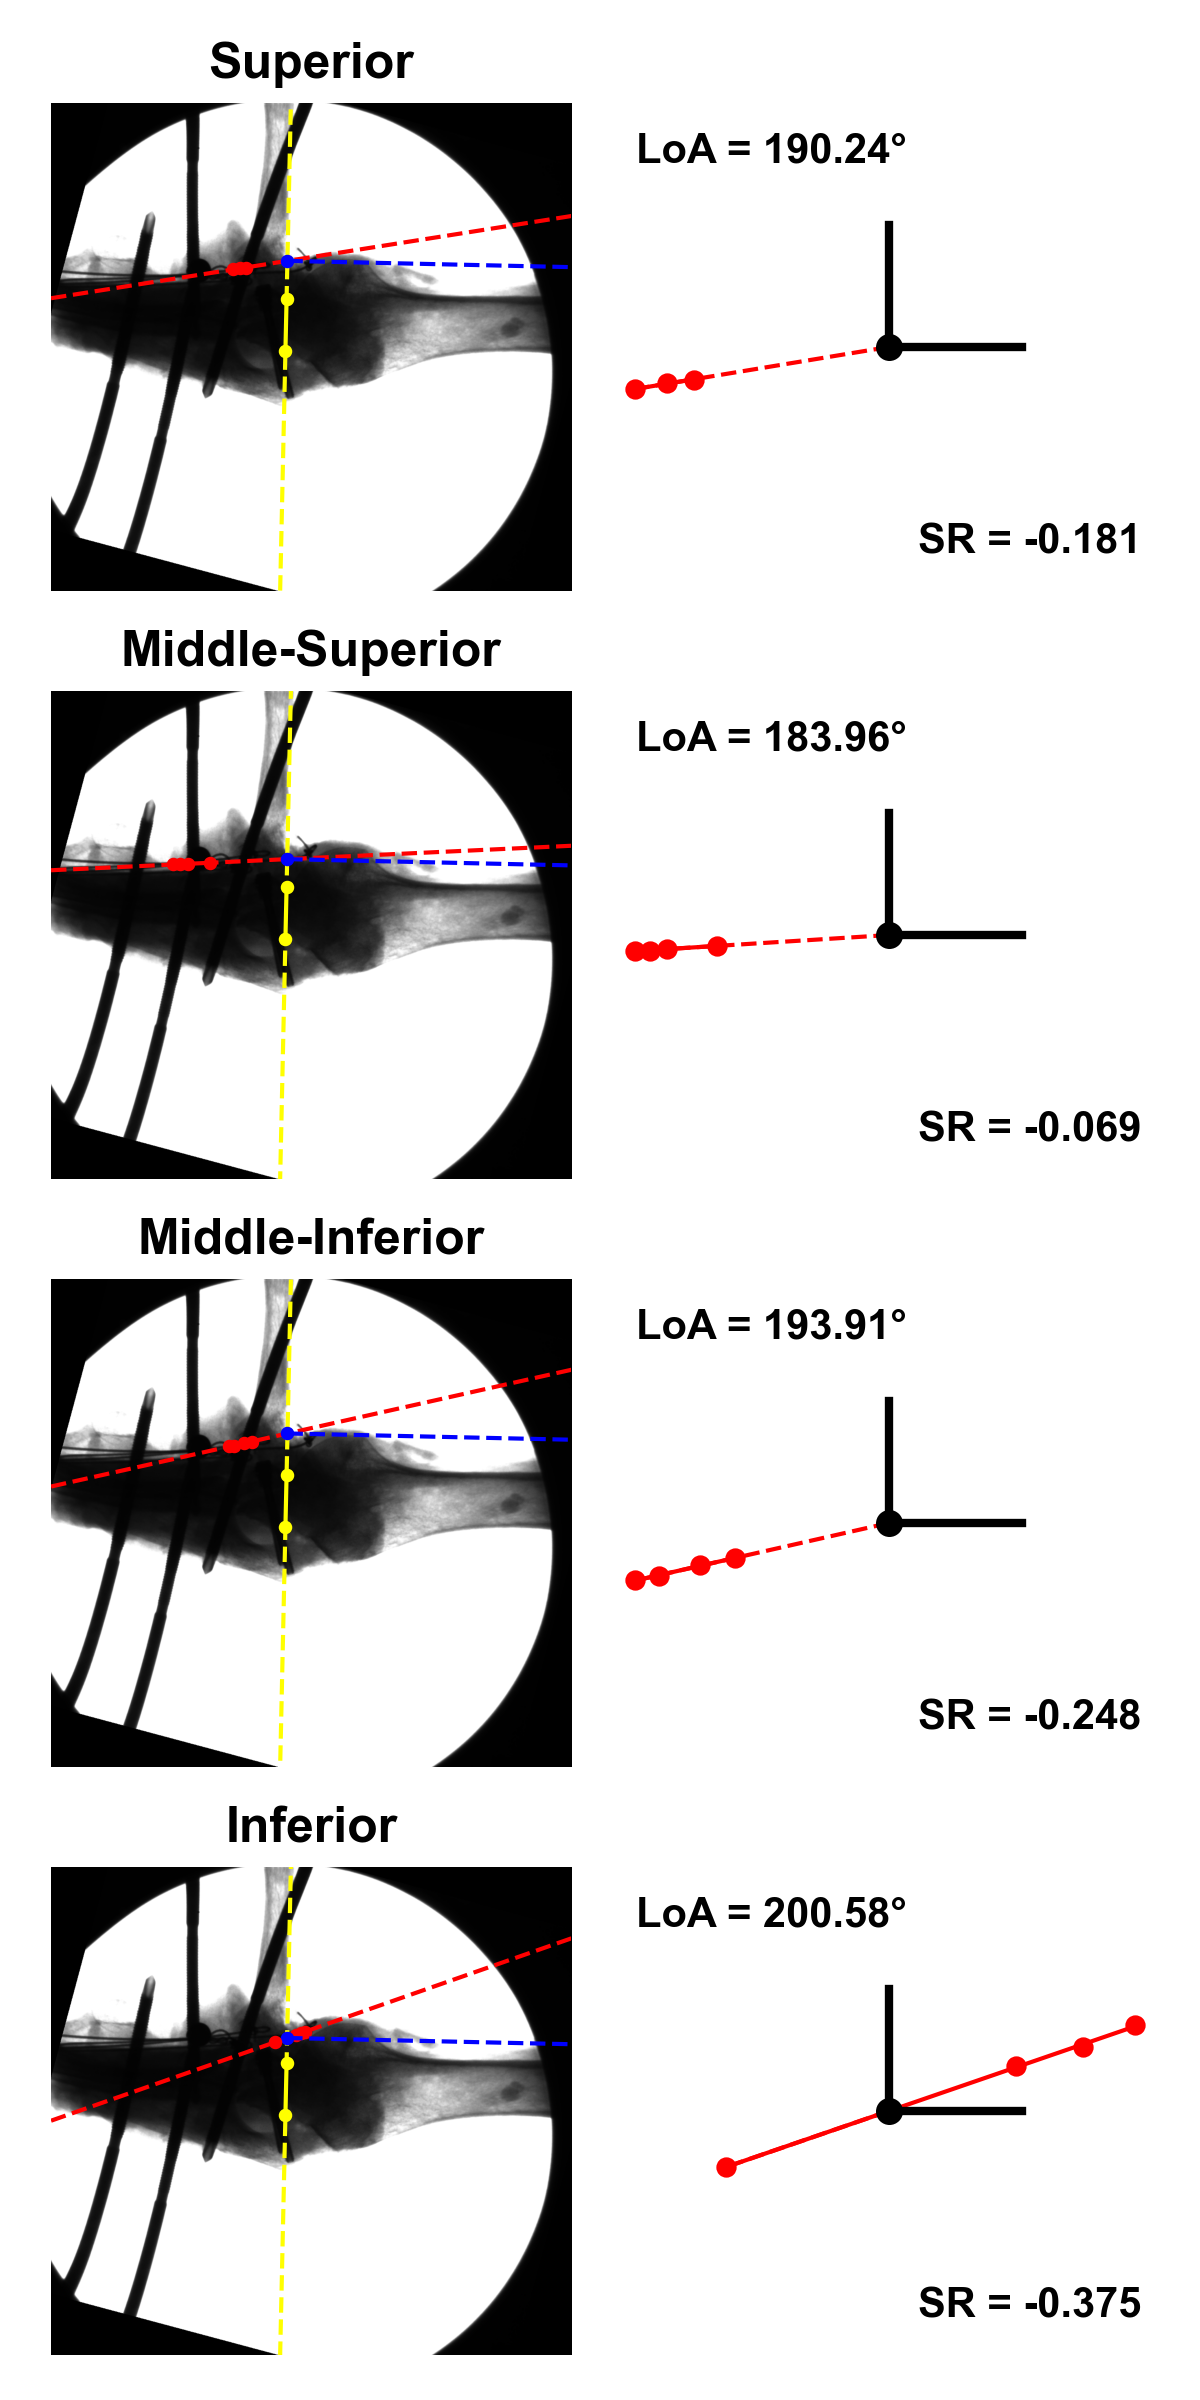 Superior
LoA = 190.24°
SR = -0.181
Middle-Superior
LoA = 183.96°
SR = -0.069
Middle-Inferior
LoA = 193.91°
SR = -0.248
Inferior
LoA = 200.58°
SR = -0.375